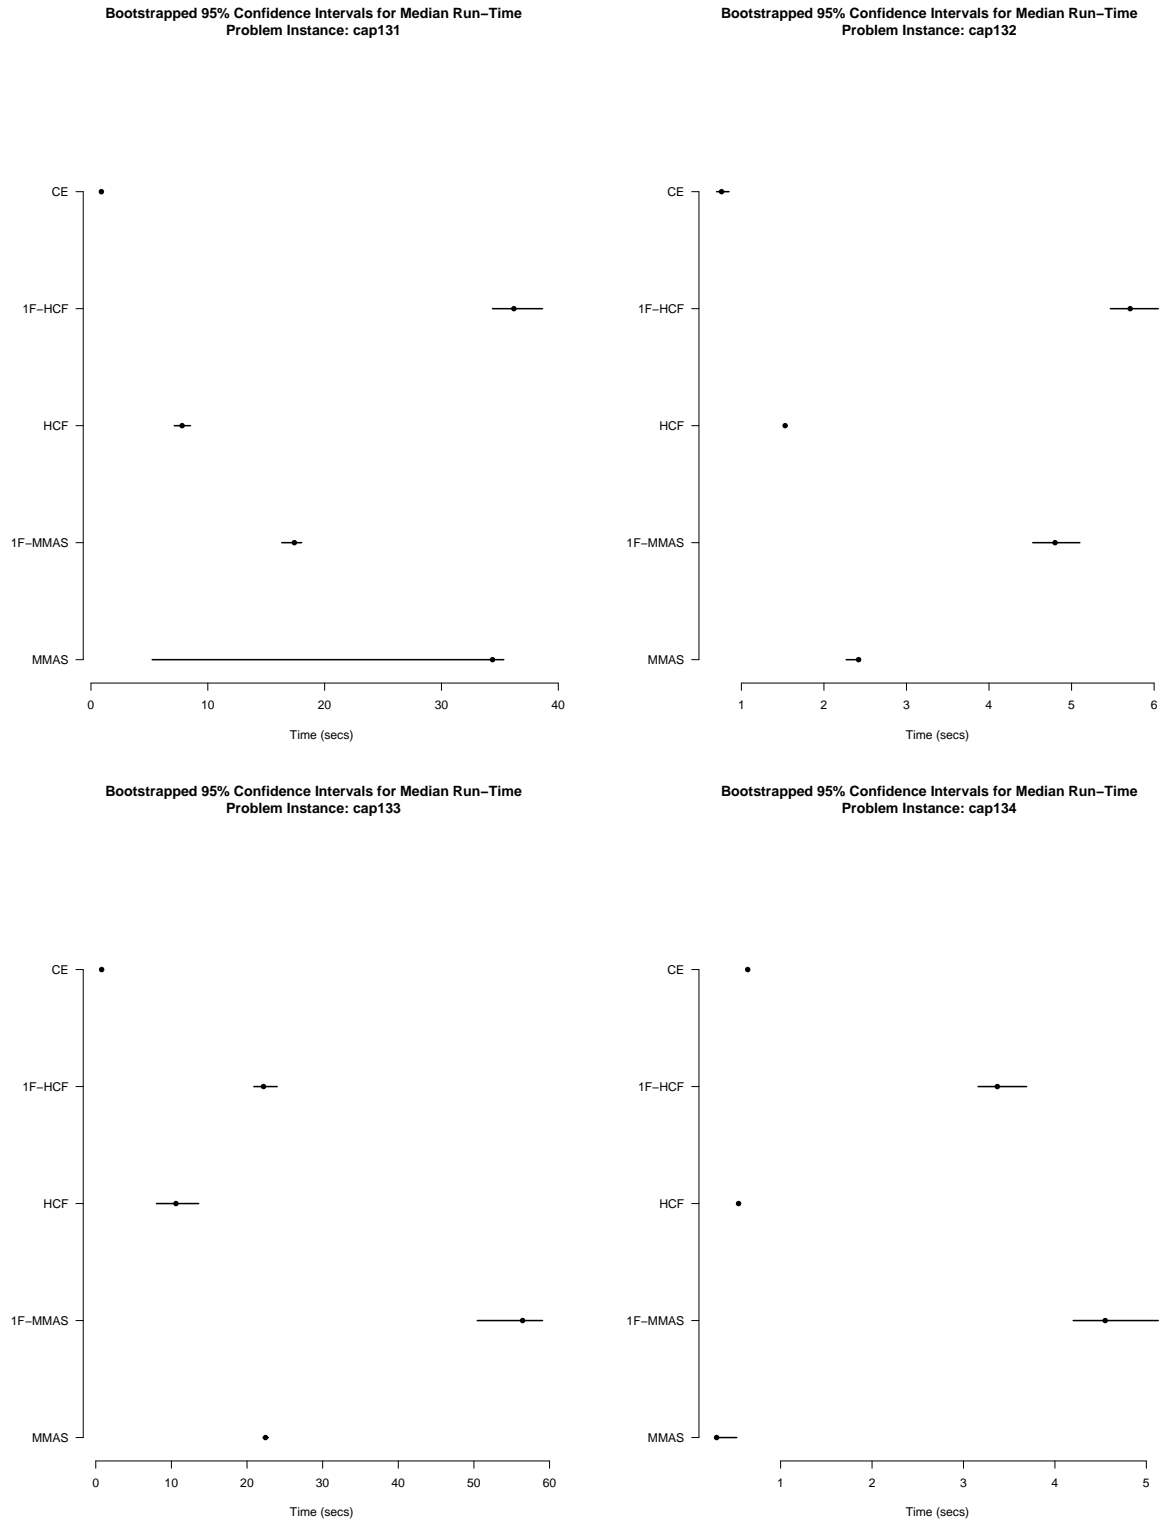 Bootstrapped 95% Confidence Intervals for Median Run−Time
Problem Instance: cap131
CE
1F−HCF
HCF
1F−MMAS
MMAS
0 10 20 30 40
Time (secs)
Bootstrapped 95% Confidence Intervals for Median Run−Time
Problem Instance: cap132
CE
1F−HCF
HCF
1F−MMAS
MMAS
1 2 3 4 5 6
Time (secs)
Bootstrapped 95% Confidence Intervals for Median Run−Time
Problem Instance: cap133
CE
1F−HCF
HCF
1F−MMAS
MMAS
0 10 20 30 40 50 60
Time (secs)
Bootstrapped 95% Confidence Intervals for Median Run−Time
Problem Instance: cap134
CE
1F−HCF
HCF
1F−MMAS
MMAS
1 2 3 4 5
Time (secs)